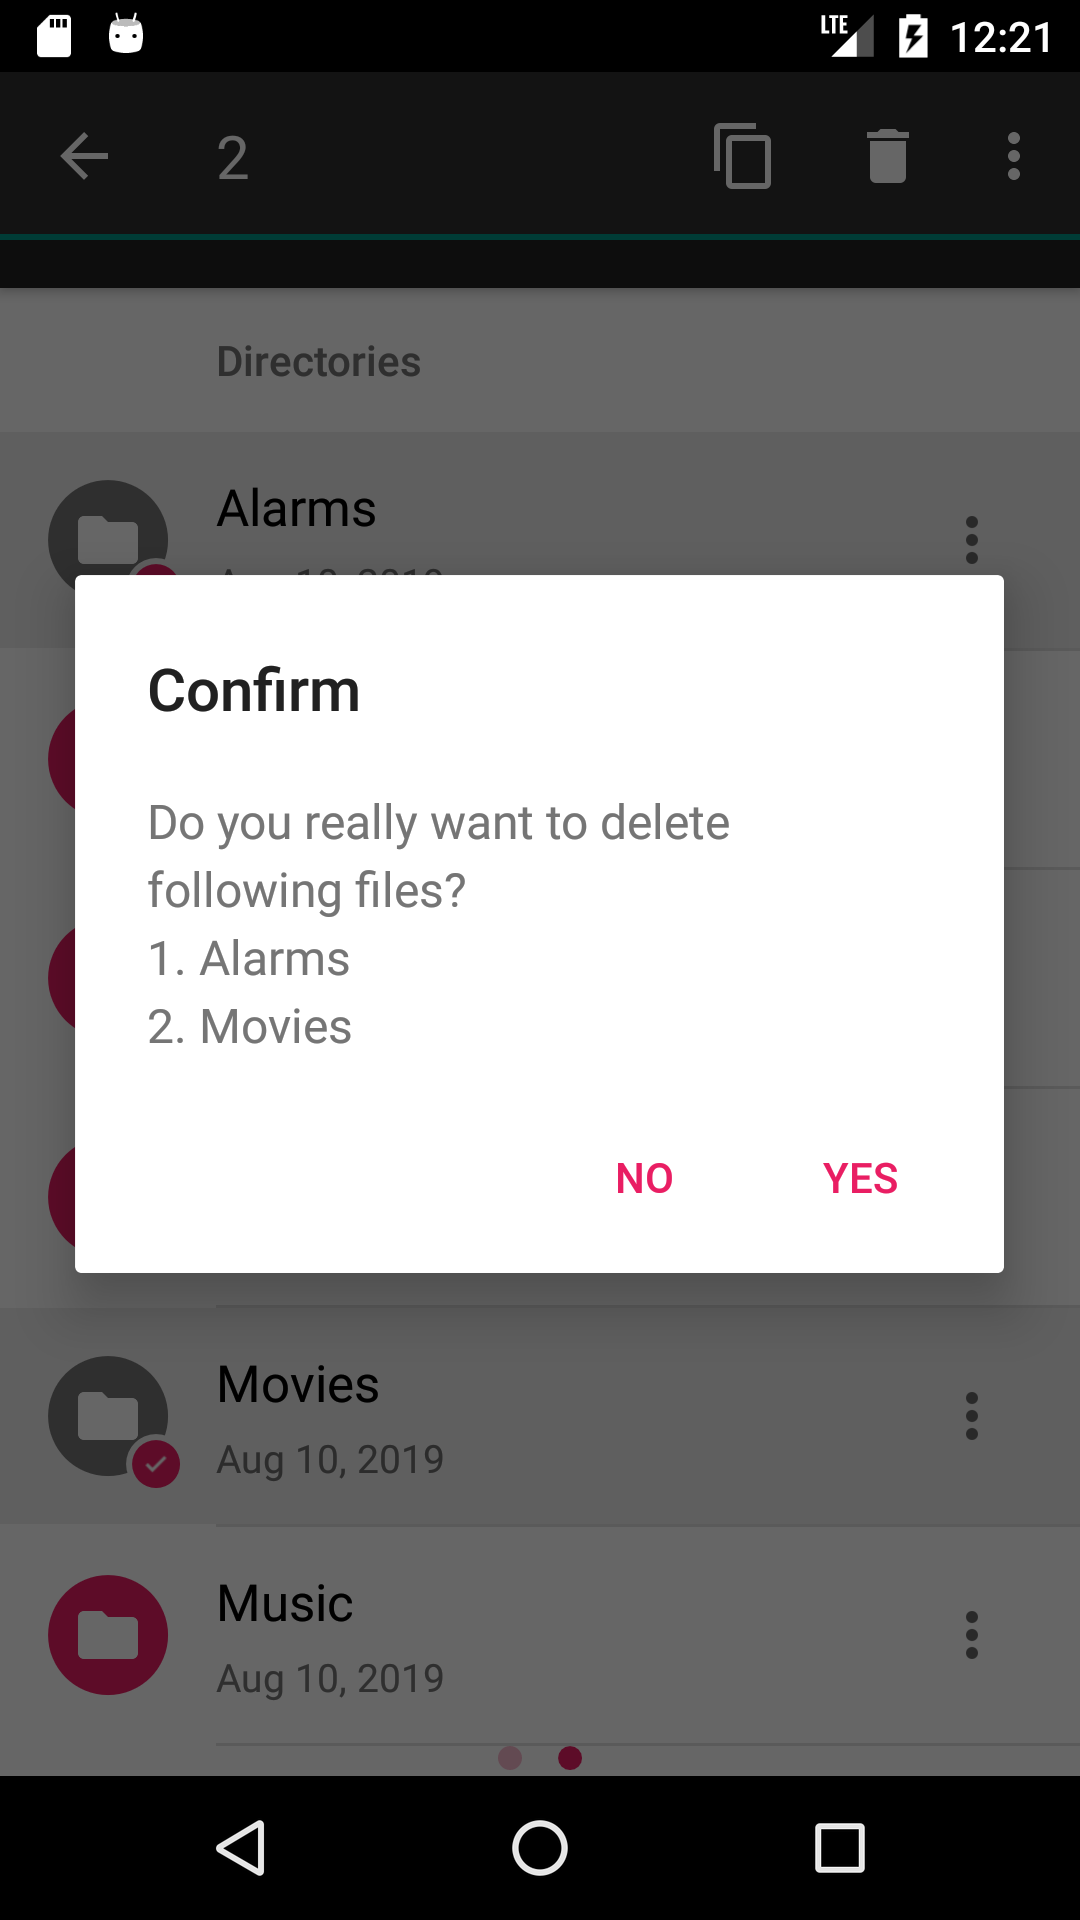 LTE 12:21
2
Directories
Alarms
Confirm
Do you really want to delete
following files?
1. Alarms
2. Movies
NO YES
Movies
Aug 10, 2019
Music
Aug 10, 2019